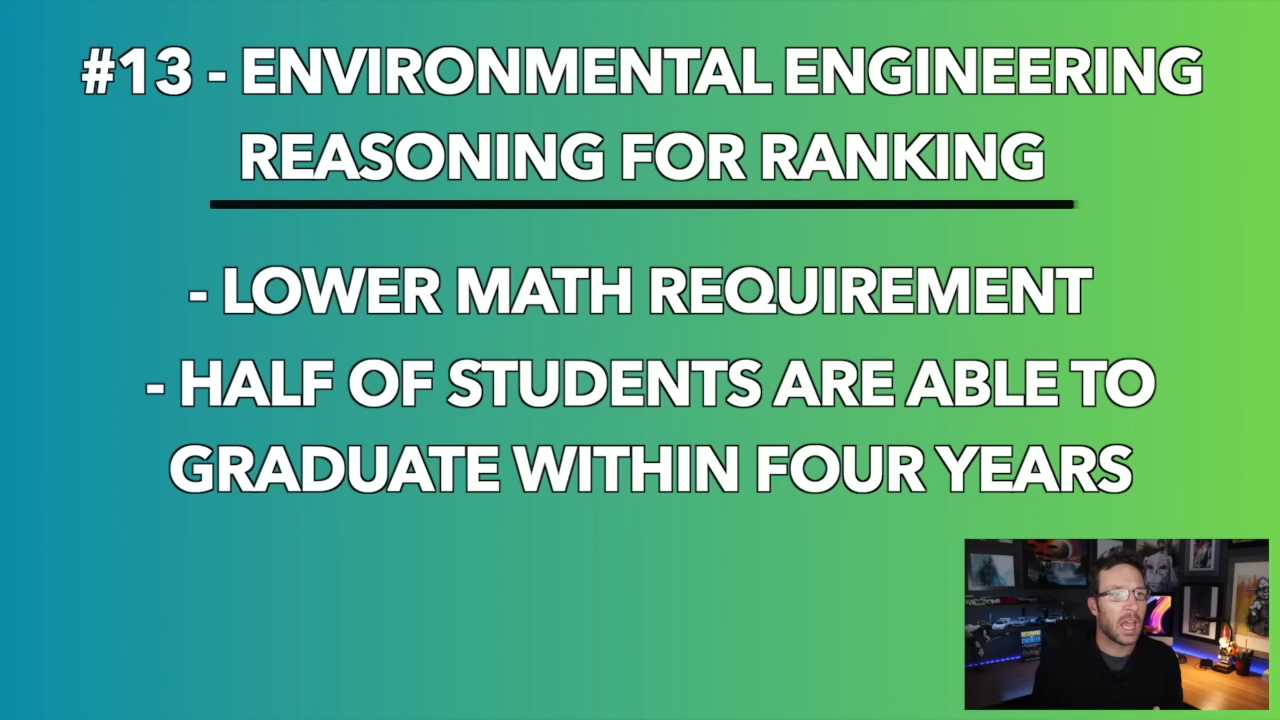 #13 - ENVIRONMENTAL ENGINEERING
REASONING FOR RANKING
- LOWER MATH REQUIREMENT
- HALF OF STUDENTS ARE ABLE TO
GRADUATE WITHIN FOUR YEARS